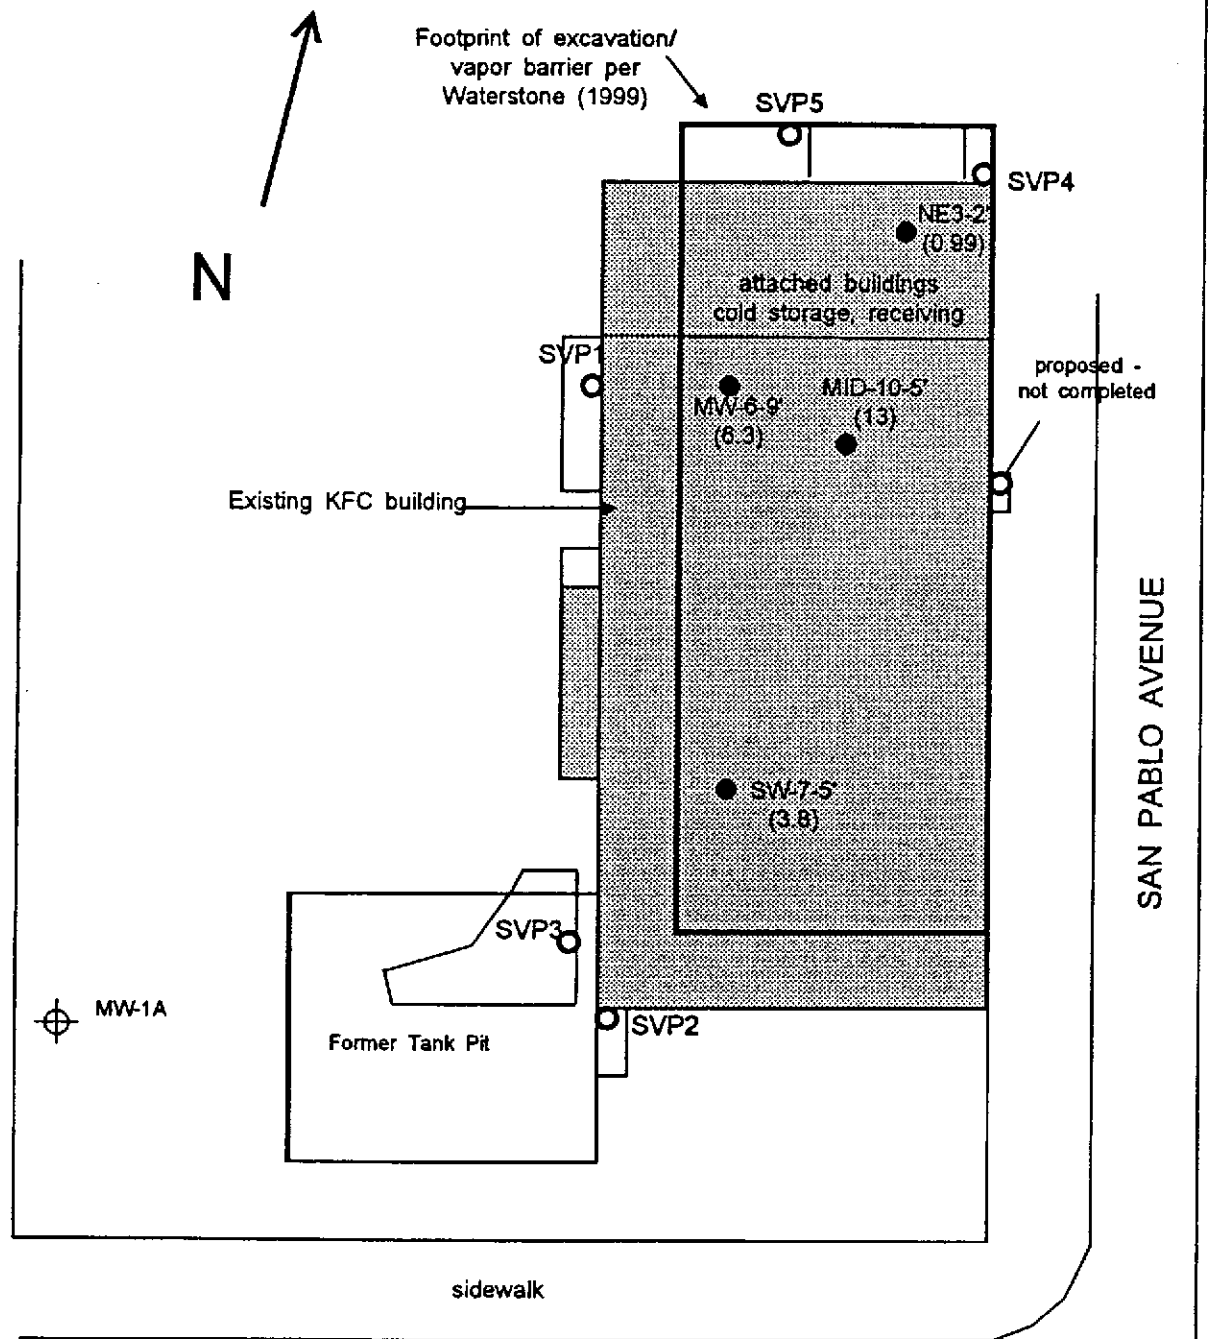 Footprint of excavation/
vapor barrier per
Waterstone (1999)
SVP5
SVP4
N
NE3-2'
(0.99)
attached buildings
cold storage, receiving
SVP1
proposed -
not completed
MW-6-9'
(6.3)
MID-10-5'
(13)
Existing KFC building
SAN PABLO AVENUE
SW-7-5'
(3.8)
SVP3
MW-1A
SVP2
Former Tank Pit
sidewalk